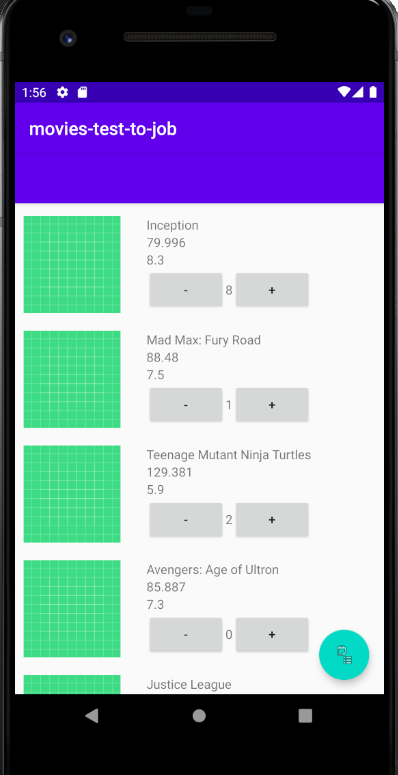 1:56
movies-test-to-job
Inception
79.996
8.3
- 8 +
Mad Max: Fury Road
88.48
7.5
- 1 +
Teenage Mutant Ninja Turtles
129.381
5.9
- 2 +
Avengers: Age of Ultron
85.887
7.3
- 0 +
Justice League